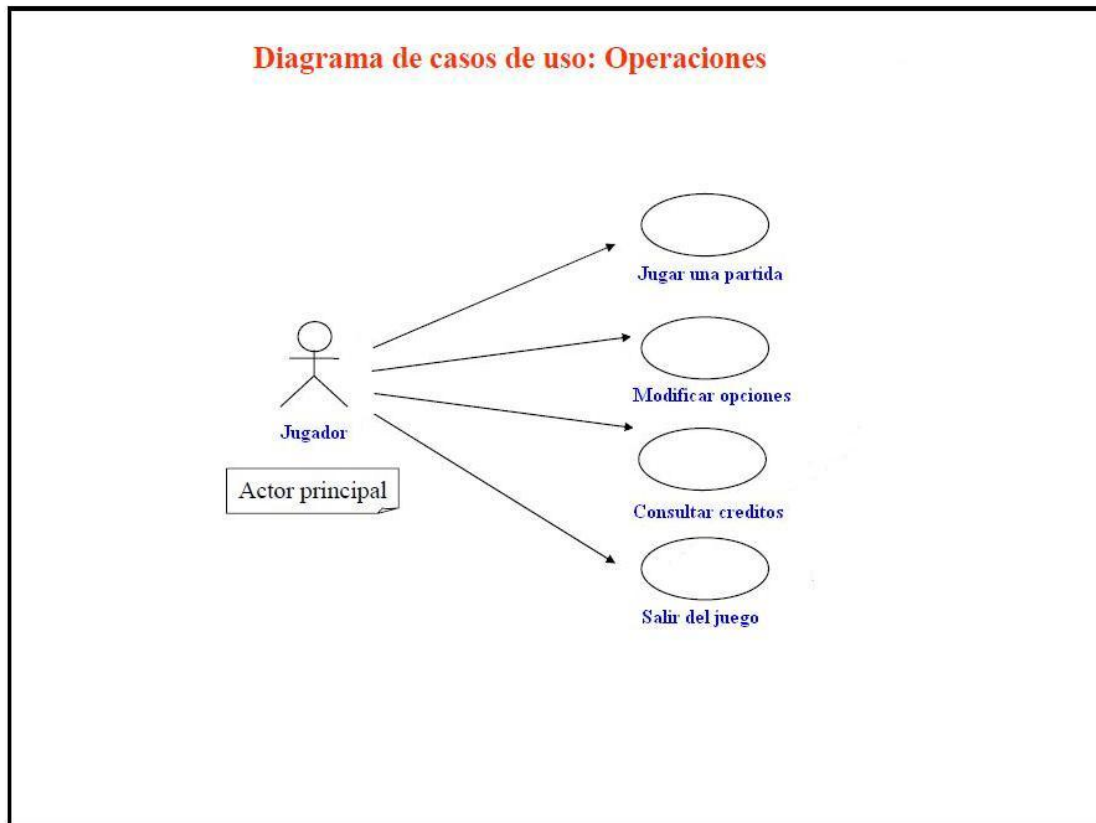 Diagrama de casos de uso: Operaciones
Jugar una partida
Modificar opciones
Jugador
Actor principal
Consultar creditos
Salir del juego